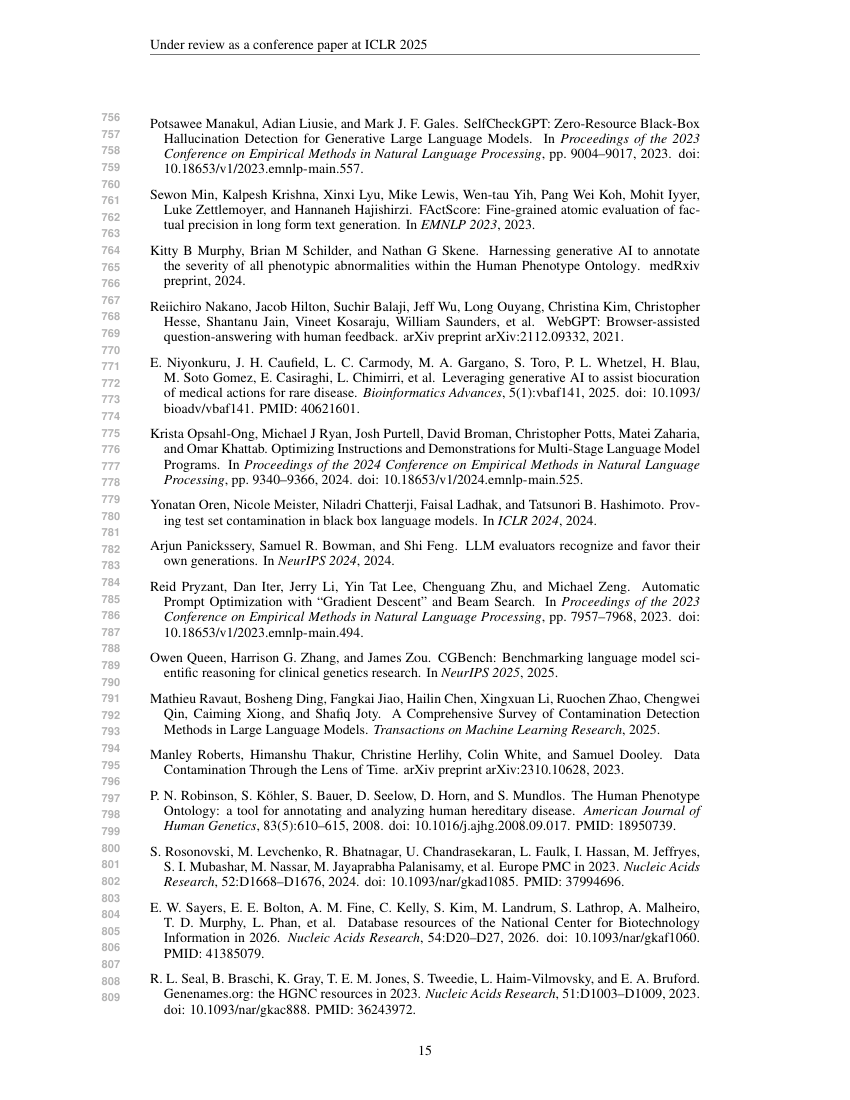 Under review as a conference paper at ICLR 2025
756 Potsawee Manakul, Adian Liusie, and Mark J. F. Gales. SelfCheckGPT: Zero-Resource Black-Box
757 Hallucination Detection for Generative Large Language Models. In Proceedings of the 2023
758 Conference on Empirical Methods in Natural Language Processing, pp. 9004–9017, 2023. doi:
759 10.18653/v1/2023.emnlp-main.557.
760
761 Sewon Min, Kalpesh Krishna, Xinxi Lyu, Mike Lewis, Wen-tau Yih, Pang Wei Koh, Mohit Iyyer,
762 Luke Zettlemoyer, and Hannaneh Hajishirzi. FActScore: Fine-grained atomic evaluation of fac-
763 tual precision in long form text generation. In EMNLP 2023, 2023.
764 Kitty B Murphy, Brian M Schilder, and Nathan G Skene. Harnessing generative AI to annotate
765 the severity of all phenotypic abnormalities within the Human Phenotype Ontology. medRxiv
766 preprint, 2024.
767 Reiichiro Nakano, Jacob Hilton, Suchir Balaji, Jeff Wu, Long Ouyang, Christina Kim, Christopher
768 Hesse, Shantanu Jain, Vineet Kosaraju, William Saunders, et al. WebGPT: Browser-assisted
769 question-answering with human feedback. arXiv preprint arXiv:2112.09332, 2021.
770
771 E. Niyonkuru, J. H. Caufield, L. C. Carmody, M. A. Gargano, S. Toro, P. L. Whetzel, H. Blau,
772 M. Soto Gomez, E. Casiraghi, L. Chimirri, et al. Leveraging generative AI to assist biocuration
773 of medical actions for rare disease. Bioinformatics Advances, 5(1):vbaf141, 2025. doi: 10.1093/
774 bioadv/vbaf141. PMID: 40621601.
775 Krista Opsahl-Ong, Michael J Ryan, Josh Purtell, David Broman, Christopher Potts, Matei Zaharia,
776 and Omar Khattab. Optimizing Instructions and Demonstrations for Multi-Stage Language Model
777 Programs. In Proceedings of the 2024 Conference on Empirical Methods in Natural Language
778 Processing, pp. 9340–9366, 2024. doi: 10.18653/v1/2024.emnlp-main.525.
779 Yonatan Oren, Nicole Meister, Niladri Chatterji, Faisal Ladhak, and Tatsunori B. Hashimoto. Prov-
780 ing test set contamination in black box language models. In ICLR 2024, 2024.
781
782 Arjun Panickssery, Samuel R. Bowman, and Shi Feng. LLM evaluators recognize and favor their
783 own generations. In NeurIPS 2024, 2024.
784 Reid Pryzant, Dan Iter, Jerry Li, Yin Tat Lee, Chenguang Zhu, and Michael Zeng. Automatic
785 Prompt Optimization with “Gradient Descent” and Beam Search. In Proceedings of the 2023
786 Conference on Empirical Methods in Natural Language Processing, pp. 7957–7968, 2023. doi:
787 10.18653/v1/2023.emnlp-main.494.
788
789 Owen Queen, Harrison G. Zhang, and James Zou. CGBench: Benchmarking language model sci-
790 entific reasoning for clinical genetics research. In NeurIPS 2025, 2025.
791 Mathieu Ravaut, Bosheng Ding, Fangkai Jiao, Hailin Chen, Xingxuan Li, Ruochen Zhao, Chengwei
792 Qin, Caiming Xiong, and Shafiq Joty. A Comprehensive Survey of Contamination Detection
793 Methods in Large Language Models. Transactions on Machine Learning Research, 2025.
794 Manley Roberts, Himanshu Thakur, Christine Herlihy, Colin White, and Samuel Dooley. Data
795 Contamination Through the Lens of Time. arXiv preprint arXiv:2310.10628, 2023.
796
797 P. N. Robinson, S. Köhler, S. Bauer, D. Seelow, D. Horn, and S. Mundlos. The Human Phenotype
798 Ontology: a tool for annotating and analyzing human hereditary disease. American Journal of
799 Human Genetics, 83(5):610–615, 2008. doi: 10.1016/j.ajhg.2008.09.017. PMID: 18950739.
800 S. Rosonovski, M. Levchenko, R. Bhatnagar, U. Chandrasekaran, L. Faulk, I. Hassan, M. Jeffryes,
801 S. I. Mubashar, M. Nassar, M. Jayaprabha Palanisamy, et al. Europe PMC in 2023. Nucleic Acids
802 Research, 52:D1668–D1676, 2024. doi: 10.1093/nar/gkad1085. PMID: 37994696.
803
804 E. W. Sayers, E. E. Bolton, A. M. Fine, C. Kelly, S. Kim, M. Landrum, S. Lathrop, A. Malheiro,
805 T. D. Murphy, L. Phan, et al. Database resources of the National Center for Biotechnology
806 Information in 2026. Nucleic Acids Research, 54:D20–D27, 2026. doi: 10.1093/nar/gkaf1060.
807 PMID: 41385079.
808 R. L. Seal, B. Braschi, K. Gray, T. E. M. Jones, S. Tweedie, L. Haim-Vilmovsky, and E. A. Bruford.
809 Genenames.org: the HGNC resources in 2023. Nucleic Acids Research, 51:D1003–D1009, 2023.
doi: 10.1093/nar/gkac888. PMID: 36243972.
15